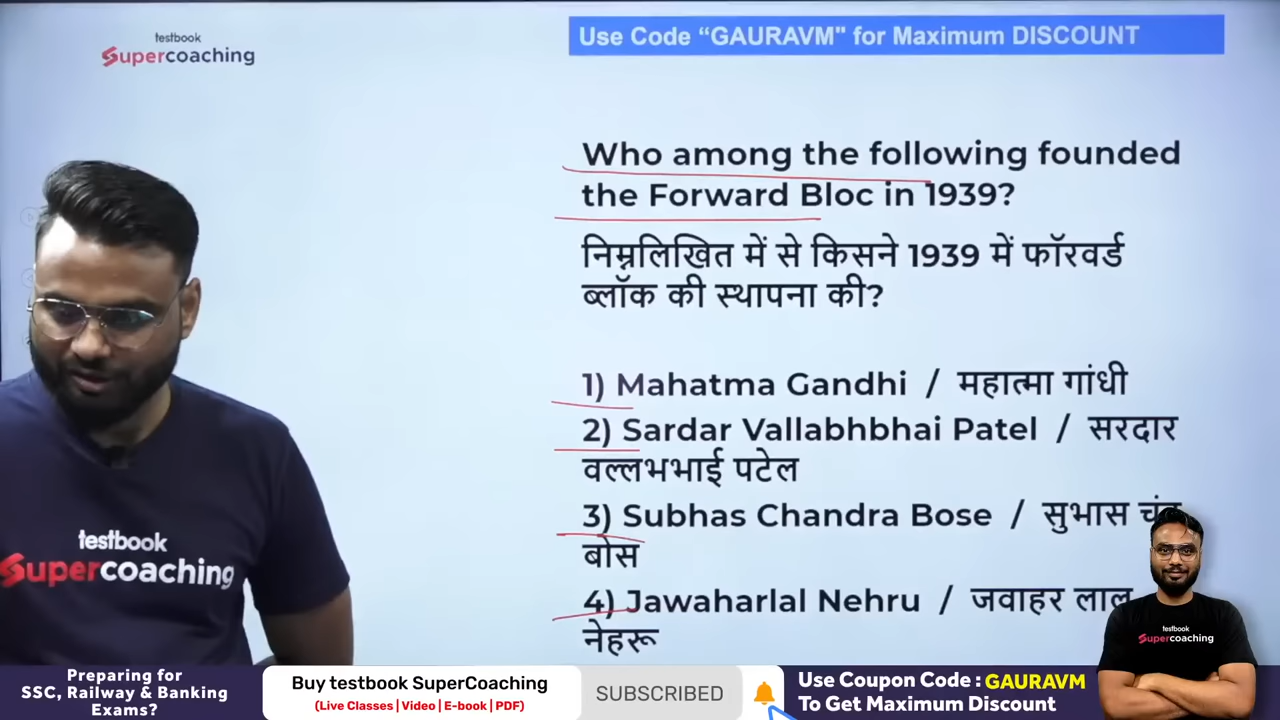 testbook
Supercoaching
Use Code “GAURAVM" for Maximum DISCOUNT
Who among the following founded
the Forward Bloc in 1939?
निम्नलिखित में से किसने 1939 में फॉरवर्ड
ब्लॉक की स्थापना की?
1) Mahatma Gandhi / महात्मा गांधी
2) Sardar Vallabhbhai Patel / सरदार
वल्लभभाई पटेल
3) Subhas Chandra Bose / सुभास चंद्र
बोस
4) Jawaharlal Nehru / जवाहर लाल
नेहरू
testbook
Supercoaching
testbook
Supercoaching
Preparing for
SSC, Railway & Banking
Exams?
Buy testbook SuperCoaching
(Live Classes | Video | E-book | PDF)
SUBSCRIBED
Use Coupon Code : GAURAVM
To Get Maximum Discount